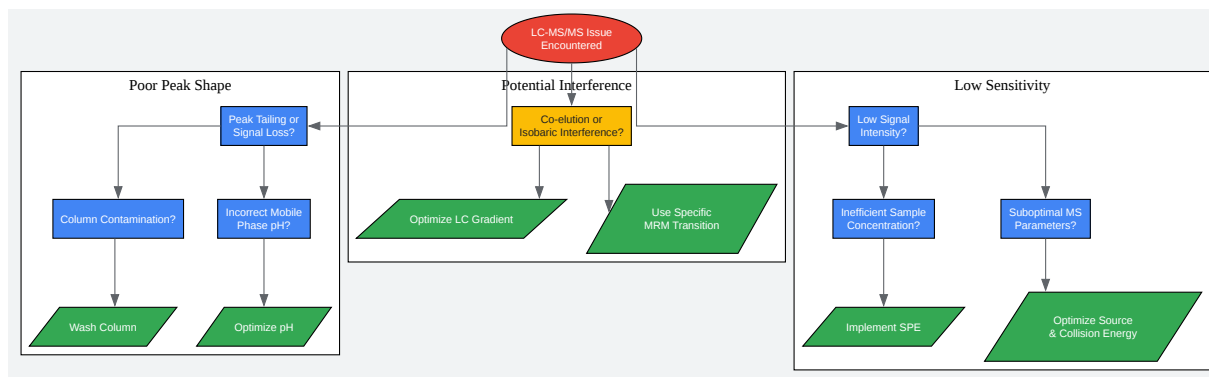 LC-MS/MS Issue
Encountered
Poor Peak Shape
Potential Interference
Low Sensitivity
Peak Tailing or
Signal Loss?
Co-elution or
Isobaric Interference?
Low Signal
Intensity?
Column Contamination?
Incorrect Mobile
Phase pH?
Optimize LC Gradient
Use Specific
MRM Transition
Inefficient Sample
Concentration?
Suboptimal MS
Parameters?
Wash Column
Optimize pH
Implement SPE
Optimize Source
& Collision Energy